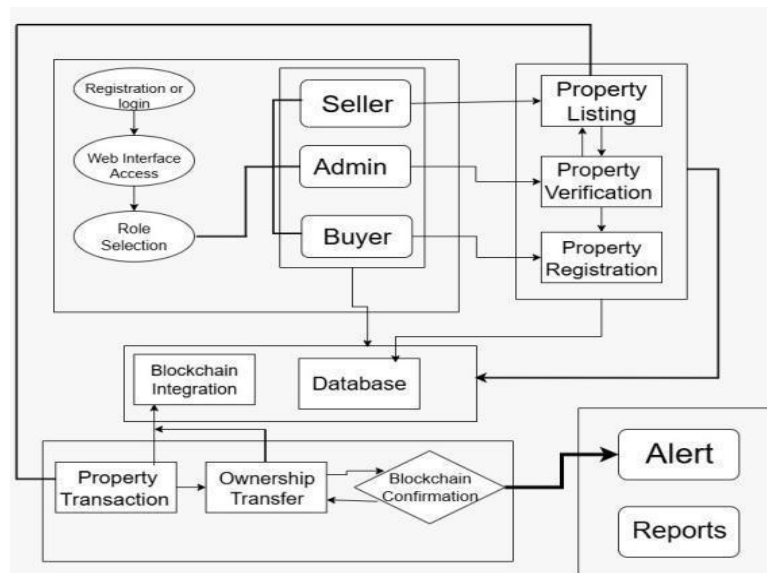 Registration or
login
Web Interface
Access
Role
Selection
Seller
Admin
Buyer
Property
Listing
Property
Verification
Property
Registration
Blockchain
Integration
Database
Property
Transaction
Ownership
Transfer
Blockchain
Confirmation
Alert
Reports